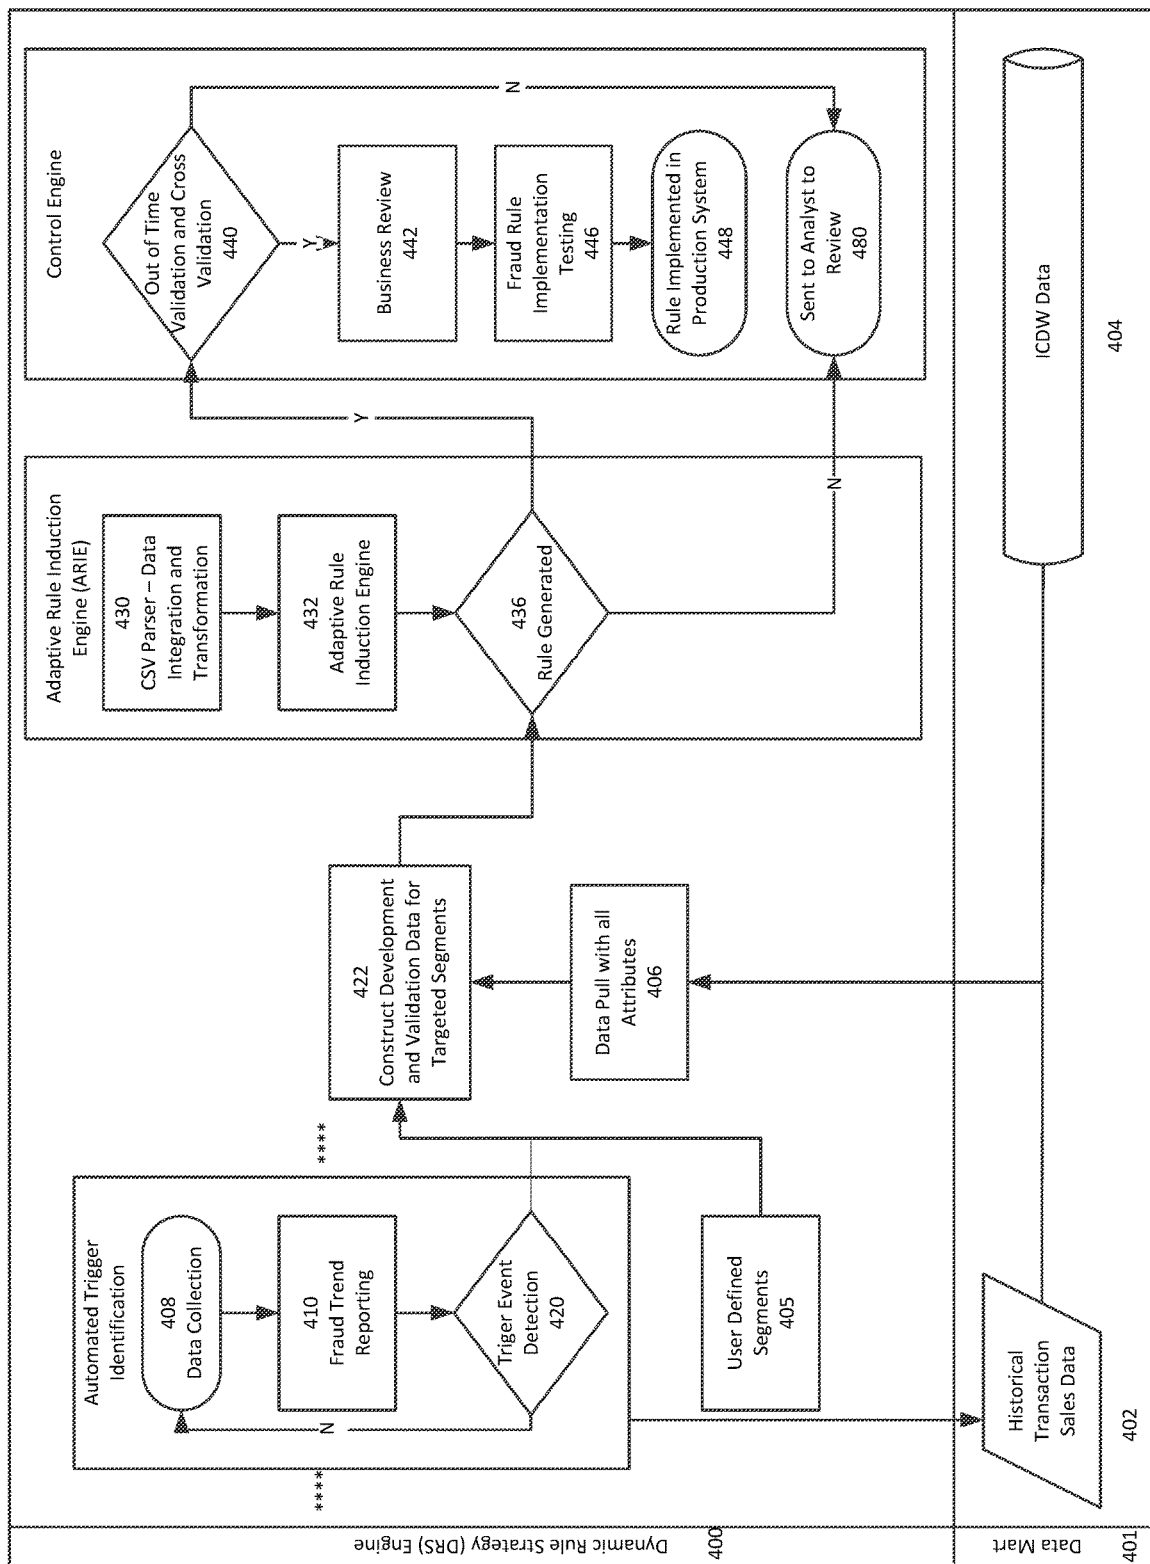 Dynamic Rule Strategy (DRS) Engine
400
Automated Trigger
Identification
408
Data Collection
410
Fraud Trend
Reporting
Triger Event
Detection
420
N
****
****
User Defined
Segments
405
422
Construct Development
and Validation Data for
Targeted Segments
Data Pull with all
Attributes
406
Adaptive Rule Induction
Engine (ARIE)
430
CSV Parser – Data
Integration and
Transformation
432
Adaptive Rule
Induction Engine
436
Rule Generated
Y
N
Control Engine
Out of Time
Validation and Cross
Validation
440
Y
N
Business Review
442
Fraud Rule
Implementation
Testing
446
Rule Implemented in
Production System
448
Sent to Analyst to
Review
480
Data Mart
401
Historical
Transaction
Sales Data
402
ICDW Data
404